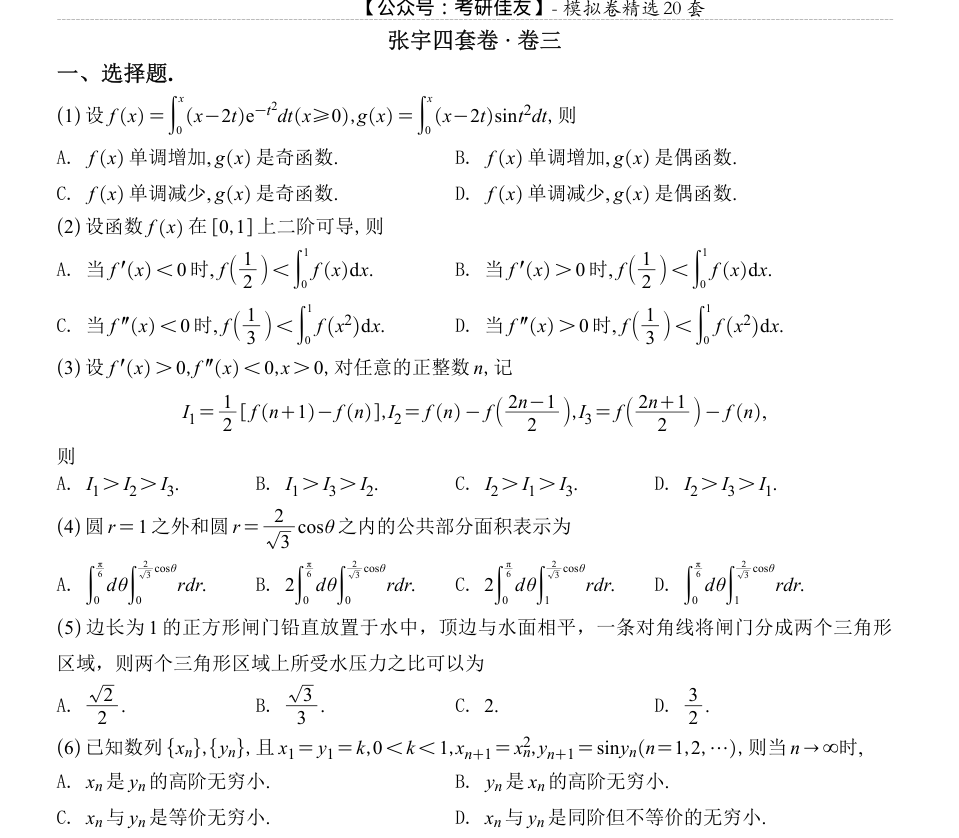 【公众号：考研佳友】- 模拟卷精选 20 套
张宇四套卷 · 卷三
一、选择题.
(1) 设 f(x) = ∫₀ˣ (x−2t)e^{−t²}dt(x⩾0), g(x) = ∫₀ˣ (x−2t)sint²dt, 则
A. f(x) 单调增加, g(x) 是奇函数. B. f(x) 单调增加, g(x) 是偶函数.
C. f(x) 单调减少, g(x) 是奇函数. D. f(x) 单调减少, g(x) 是偶函数.
(2) 设函数 f(x) 在 [0,1] 上二阶可导, 则
A. 当 f′(x) < 0 时, f(1/2) < ∫₀¹ f(x)dx. B. 当 f′(x) > 0 时, f(1/2) < ∫₀¹ f(x)dx.
C. 当 f″(x) < 0 时, f(1/3) < ∫₀¹ f(x²)dx. D. 当 f″(x) > 0 时, f(1/3) < ∫₀¹ f(x²)dx.
(3) 设 f′(x) > 0, f″(x) < 0, x > 0, 对任意的正整数 n, 记
I₁ = 1/2 [f(n+1)−f(n)], I₂ = f(n) − f((2n−1)/2), I₃ = f((2n+1)/2) − f(n),
则
A. I₁ > I₂ > I₃. B. I₁ > I₃ > I₂. C. I₂ > I₁ > I₃. D. I₂ > I₃ > I₁.
(4) 圆 r = 1 之外和圆 r = 2/√3 cosθ 之内的公共部分面积表示为
A. ∫₀^{π/6} dθ ∫₀^{2/√3 cosθ} rdr. B. 2∫₀^{π/6} dθ ∫₀^{2/√3 cosθ} rdr. C. 2∫₀^{π/6} dθ ∫₁^{2/√3 cosθ} rdr. D. ∫₀^{π/6} dθ ∫₁^{2/√3 cosθ} rdr.
(5) 边长为 1 的正方形闸门铅直放置于水中，顶边与水面相平，一条对角线将闸门分成两个三角形
区域，则两个三角形区域上所受水压力之比可以为
A. √2/2. B. √3/3. C. 2. D. 3/2.
(6) 已知数列 {xₙ}, {yₙ}, 且 x₁ = y₁ = k, 0 < k < 1, xₙ₊₁ = xₙ², yₙ₊₁ = sinyₙ (n=1,2,⋯), 则当 n→∞时,
A. xₙ 是 yₙ 的高阶无穷小. B. yₙ 是 xₙ 的高阶无穷小.
C. xₙ 与 yₙ 是等价无穷小. D. xₙ 与 yₙ 是同阶但不等价的无穷小.